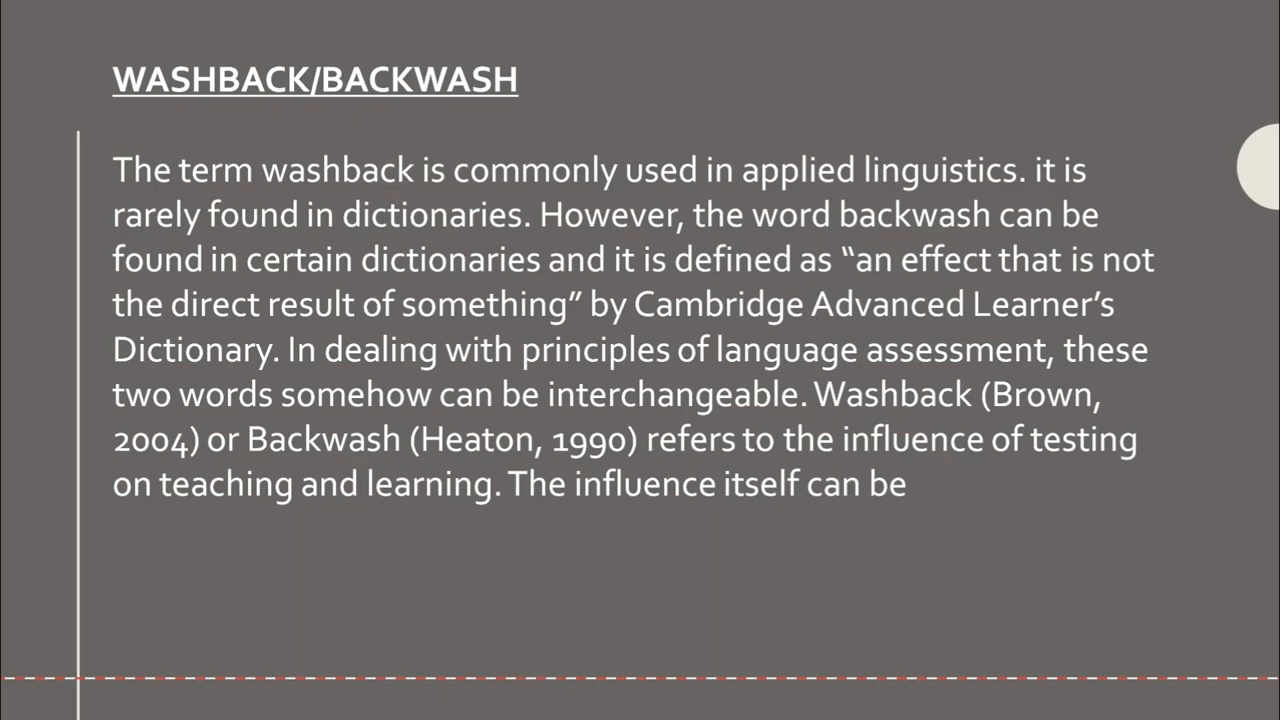 WASHBACK/BACKWASH
The term washback is commonly used in applied linguistics. it is
rarely found in dictionaries. However, the word backwash can be
found in certain dictionaries and it is defined as “an effect that is not
the direct result of something” by Cambridge Advanced Learner’s
Dictionary. In dealing with principles of language assessment, these
two words somehow can be interchangeable. Washback (Brown,
2004) or Backwash (Heaton, 1990) refers to the influence of testing
on teaching and learning. The influence itself can be